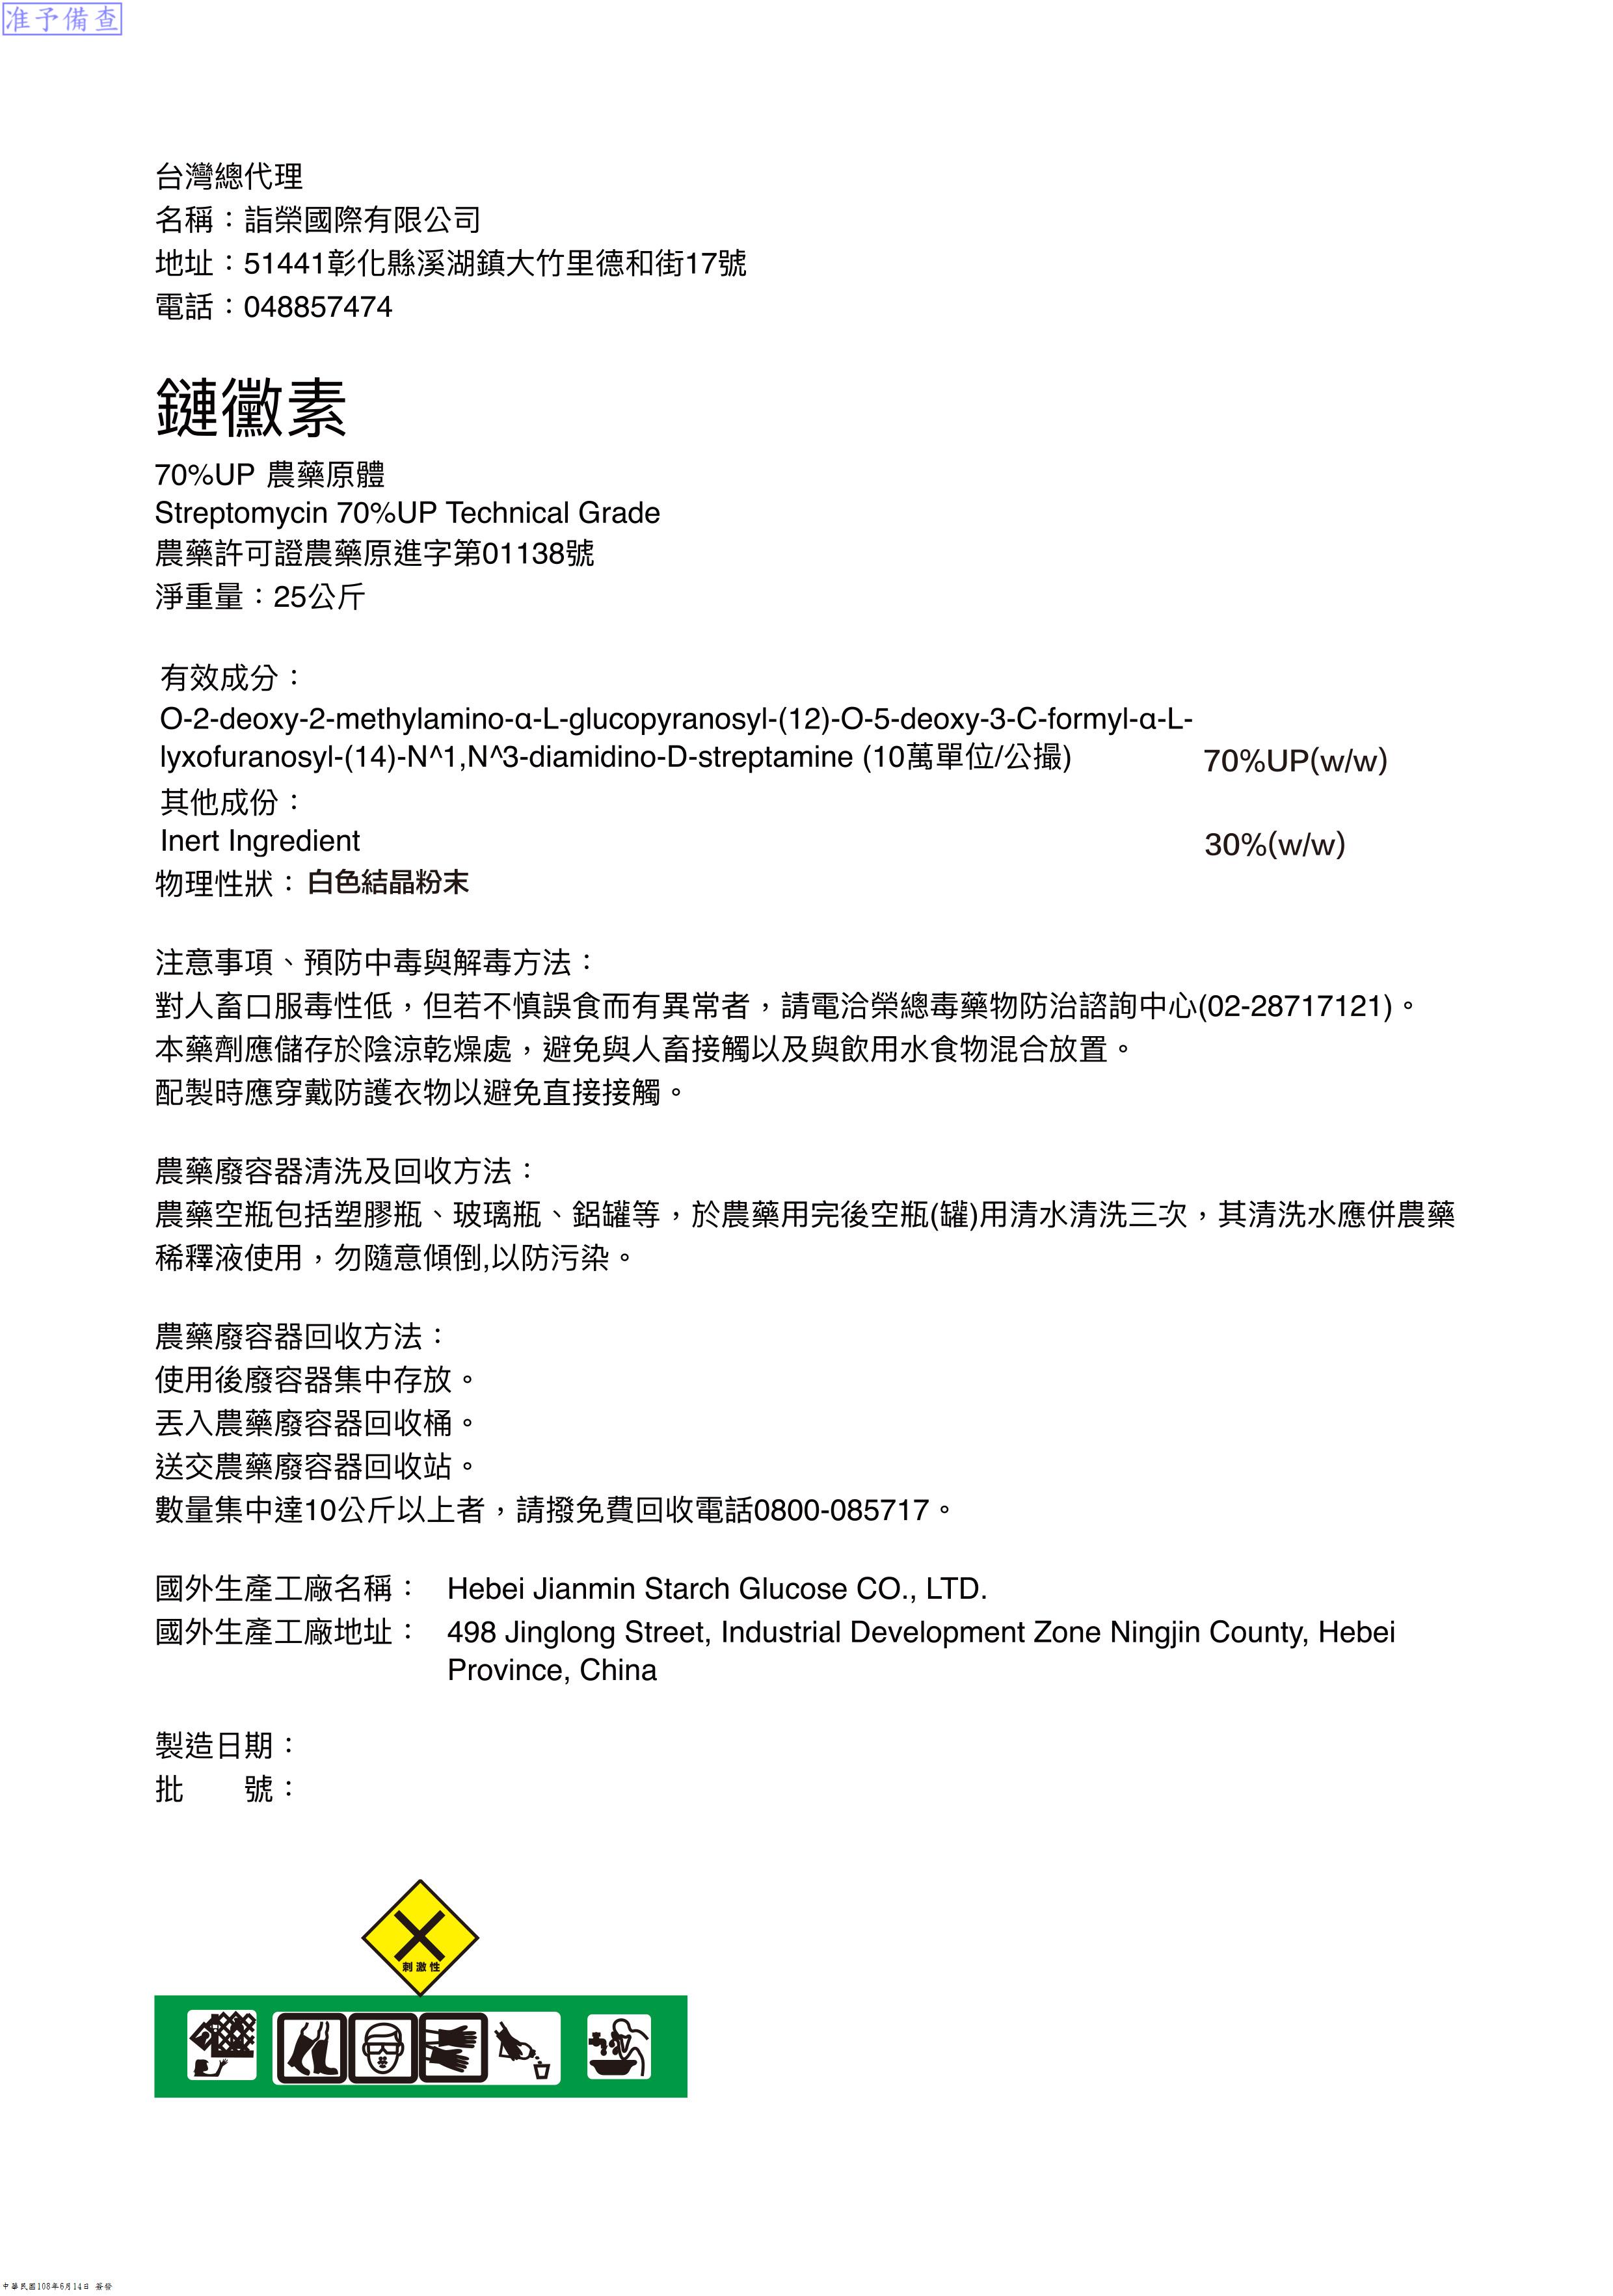 准予備查
台灣總代理
名稱：詣榮國際有限公司
地址：51441彰化縣溪湖鎮大竹里德和街17號
電話：048857474
鏈黴素
70%UP 農藥原體
Streptomycin 70%UP Technical Grade
農藥許可證農藥原進字第01138號
淨重量：25公斤
有效成分：
O-2-deoxy-2-methylamino-α-L-glucopyranosyl-(12)-O-5-deoxy-3-C-formyl-α-L-
lyxofuranosyl-(14)-N^1,N^3-diamidino-D-streptamine (10萬單位/公撮) 70%UP(w/w)
其他成份：
Inert Ingredient 30%(w/w)
物理性狀：白色結晶粉末
注意事項、預防中毒與解毒方法：
對人畜口服毒性低，但若不慎誤食而有異常者，請電洽榮總毒藥物防治諮詢中心(02-28717121)。
本藥劑應儲存於陰涼乾燥處，避免與人畜接觸以及與飲用水食物混合放置。
配製時應穿戴防護衣物以避免直接接觸。
農藥廢容器清洗及回收方法：
農藥空瓶包括塑膠瓶、玻璃瓶、鋁罐等，於農藥用完後空瓶(罐)用清水清洗三次，其清洗水應併農藥
稀釋液使用，勿隨意傾倒,以防污染。
農藥廢容器回收方法：
使用後廢容器集中存放。
丟入農藥廢容器回收桶。
送交農藥廢容器回收站。
數量集中達10公斤以上者，請撥免費回收電話0800-085717。
國外生產工廠名稱： Hebei Jianmin Starch Glucose CO., LTD.
國外生產工廠地址： 498 Jinglong Street, Industrial Development Zone Ningjin County, Hebei
Province, China
製造日期：
批　　號：
刺激性
中華民國108年6月14日 簽發